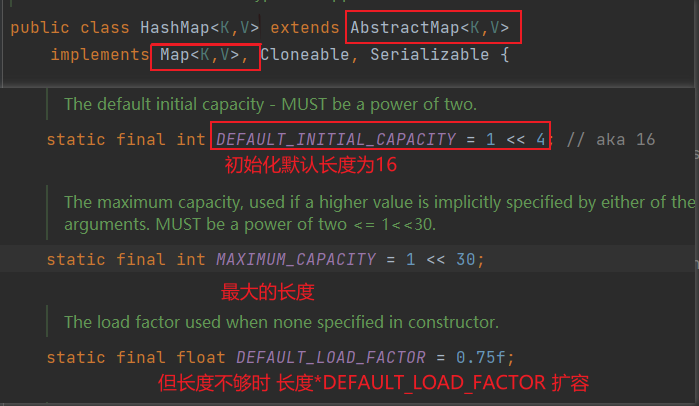 public class HashMap<K,V> extends AbstractMap<K,V>
implements Map<K,V>, Cloneable, Serializable {
The default initial capacity - MUST be a power of two.
static final int DEFAULT_INITIAL_CAPACITY = 1 << 4; // aka 16
初始化默认长度为16
The maximum capacity, used if a higher value is implicitly specified by either of the
arguments. MUST be a power of two <= 1<<30.
static final int MAXIMUM_CAPACITY = 1 << 30;
最大的长度
The load factor used when none specified in constructor.
static final float DEFAULT_LOAD_FACTOR = 0.75f;
但长度不够时 长度*DEFAULT_LOAD_FACTOR 扩容